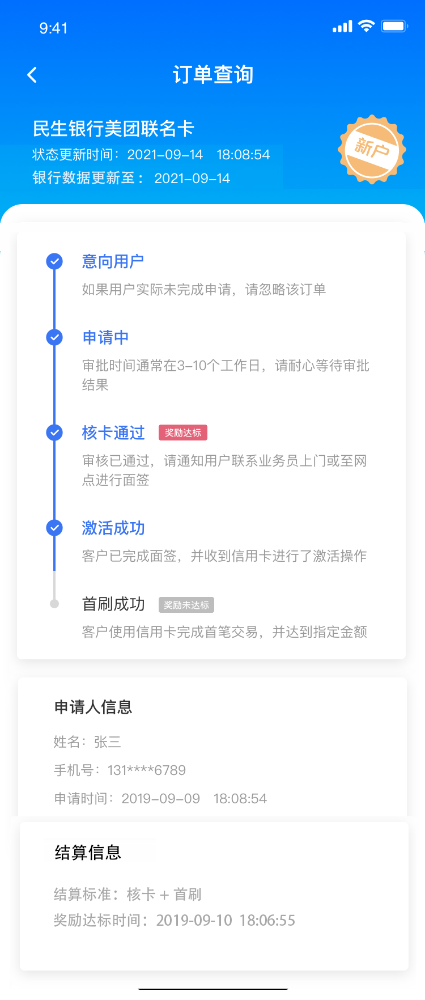 9:41
订单查询
民生银行美团联名卡
状态更新时间：2021-09-14 18:08:54
银行数据更新至： 2021-09-14
新户
意向用户
如果用户实际未完成申请，请忽略该订单
申请中
审批时间通常在3-10个工作日，请耐心等待审批
结果
核卡通过 奖励达标
审核已通过，请通知用户联系业务员上门或至网
点进行面签
激活成功
客户已完成面签，并收到信用卡进行了激活操作
首刷成功 奖励未达标
客户使用信用卡完成首笔交易，并达到指定金额
申请人信息
姓名：张三
手机号：131****6789
申请时间：2019-09-09 18:08:54
结算信息
结算标准：核卡 + 首刷
奖励达标时间：2019-09-10 18:06:55